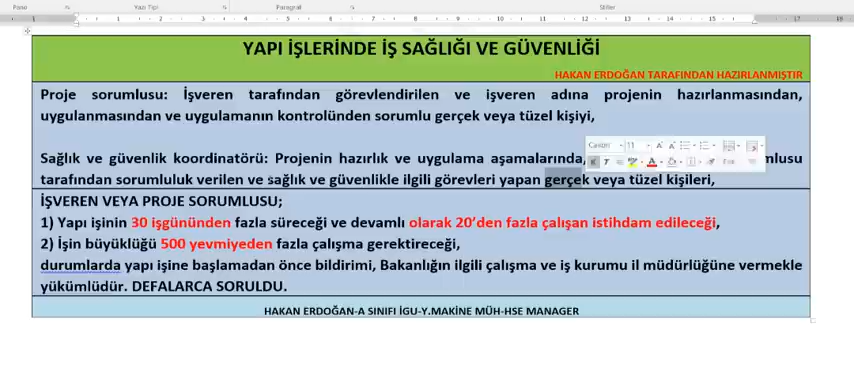 Pano
Yazı Tipi
Paragraf
Stiller
YAPI İŞLERİNDE İŞ SAĞLIĞI VE GÜVENLİĞİ
HAKAN ERDOĞAN TARAFINDAN HAZIRLANMIŞTIR
Proje sorumlusu: İşveren tarafından görevlendirilen ve işveren adına projenin hazırlanmasından,
uygulanmasından ve uygulamanın kontrolünden sorumlu gerçek veya tüzel kişiyi,
Sağlık ve güvenlik koordinatörü: Projenin hazırlık ve uygulama aşamalarında,
tarafından sorumluluk verilen ve sağlık ve güvenlikle ilgili görevleri yapan gerçek veya tüzel kişileri,
İŞVEREN VEYA PROJE SORUMLUSU;
1) Yapı işinin 30 işgününden fazla süreceği ve devamlı olarak 20’den fazla çalışan istihdam edileceği,
2) İşin büyüklüğü 500 yevmiyeden fazla çalışma gerektireceği,
durumlarda yapı işine başlamadan önce bildirimi, Bakanlığın ilgili çalışma ve iş kurumu il müdürlüğüne vermekle
yükümlüdür. DEFALARCA SORULDU.
HAKAN ERDOĞAN-A SINIFI İGU-Y.MAKİNE MÜH-HSE MANAGER